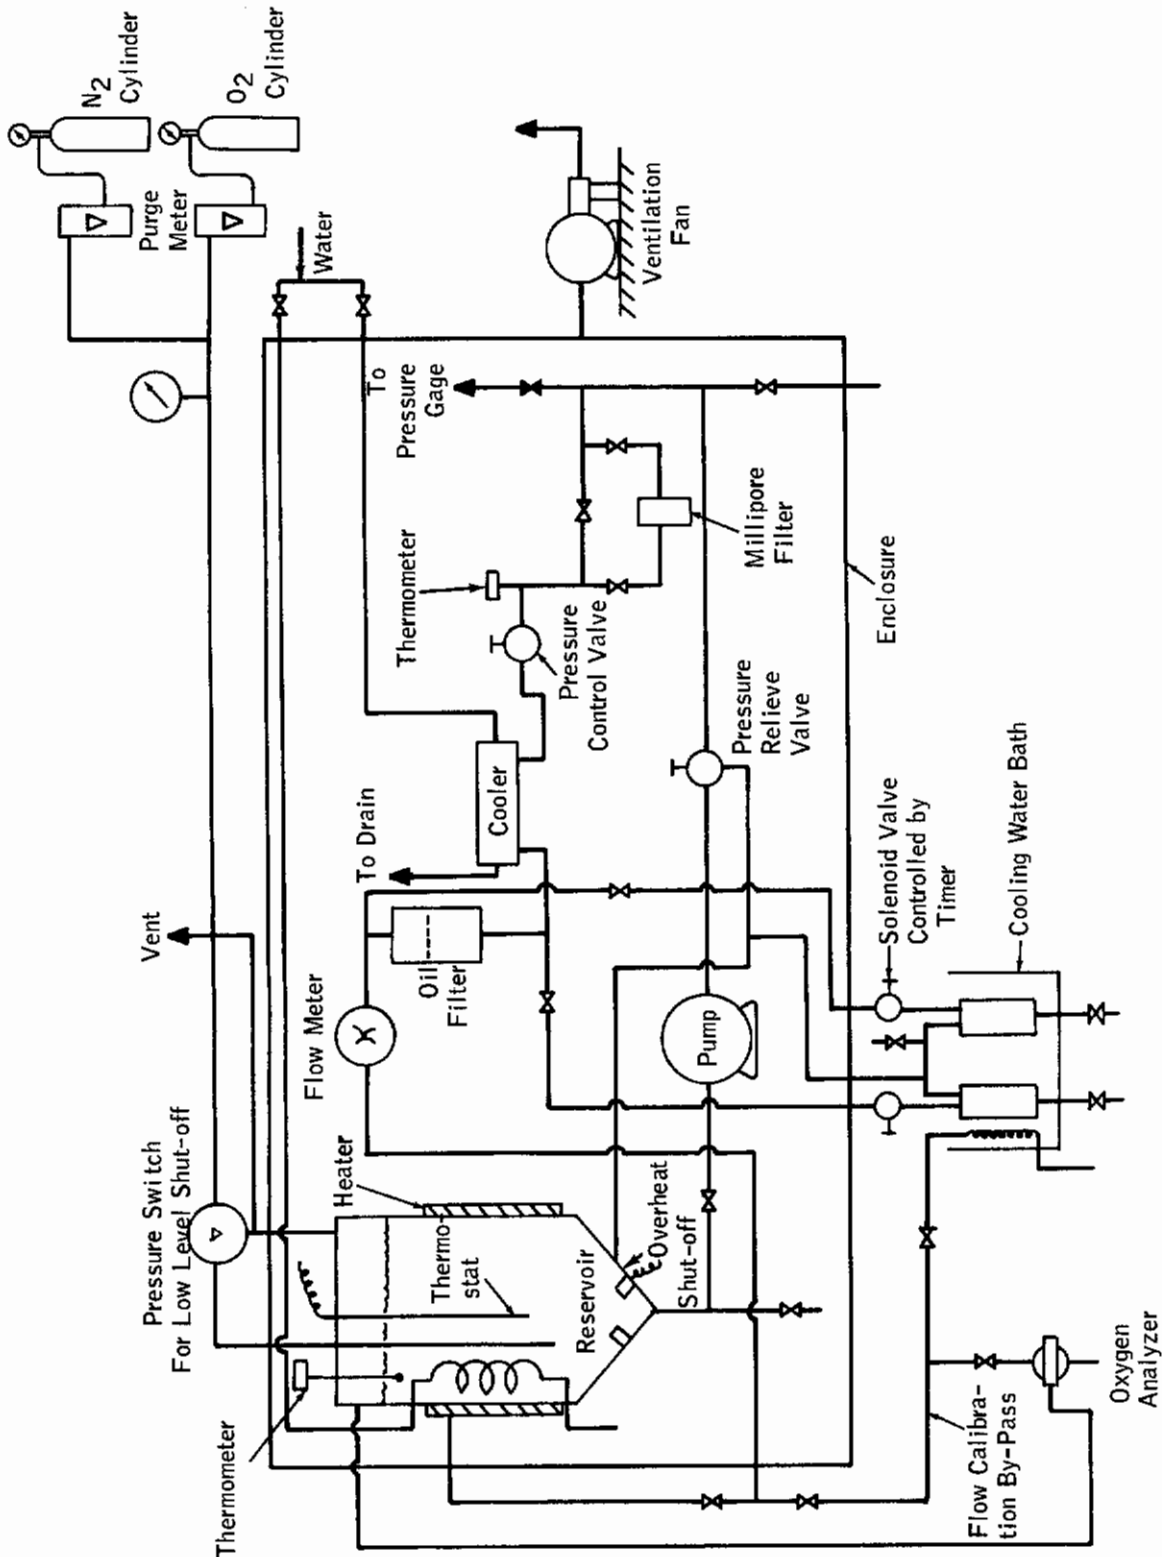 N2
Cylinder
O2
Cylinder
Purge
Meter
Water
Ventilation
Fan
To
Pressure
Gage
Thermometer
Millipore
Filter
Enclosure
Pressure
Control Valve
Pressure
Relieve
Valve
Cooler
To Drain
Vent
Oil
Filter
Flow Meter
Pump
Solenoid Valve
Controlled by
Timer
Cooling Water Bath
Pressure Switch
For Low Level Shut-off
Heater
Thermo-
stat
Reservoir
Overheat
Shut-off
Thermometer
Flow Calibra-
tion By-Pass
Oxygen
Analyzer